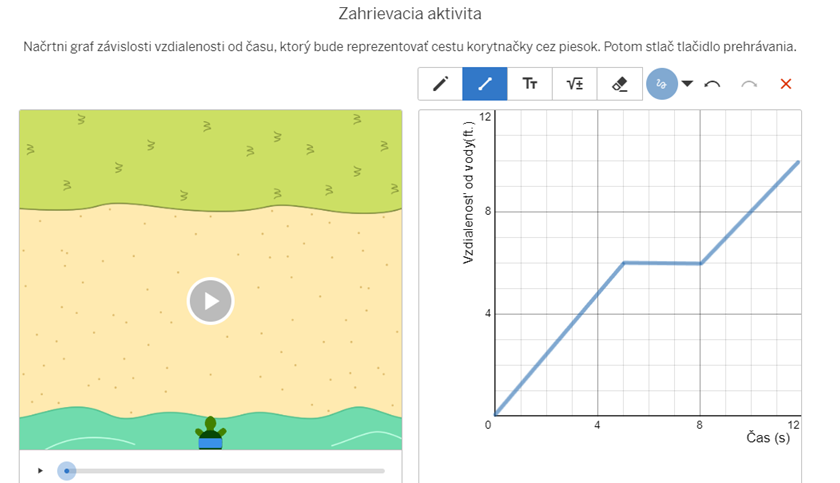 Zahrievacia aktivita
Načrtni graf závislosti vzdialenosti od času, ktorý bude reprezentovať cestu korytnačky cez piesok. Potom stlač tlačidlo prehrávania.
Tт
√±
12
8
4
0
4
8
12
Vzdialenosť od vody(ft.)
Čas (s)